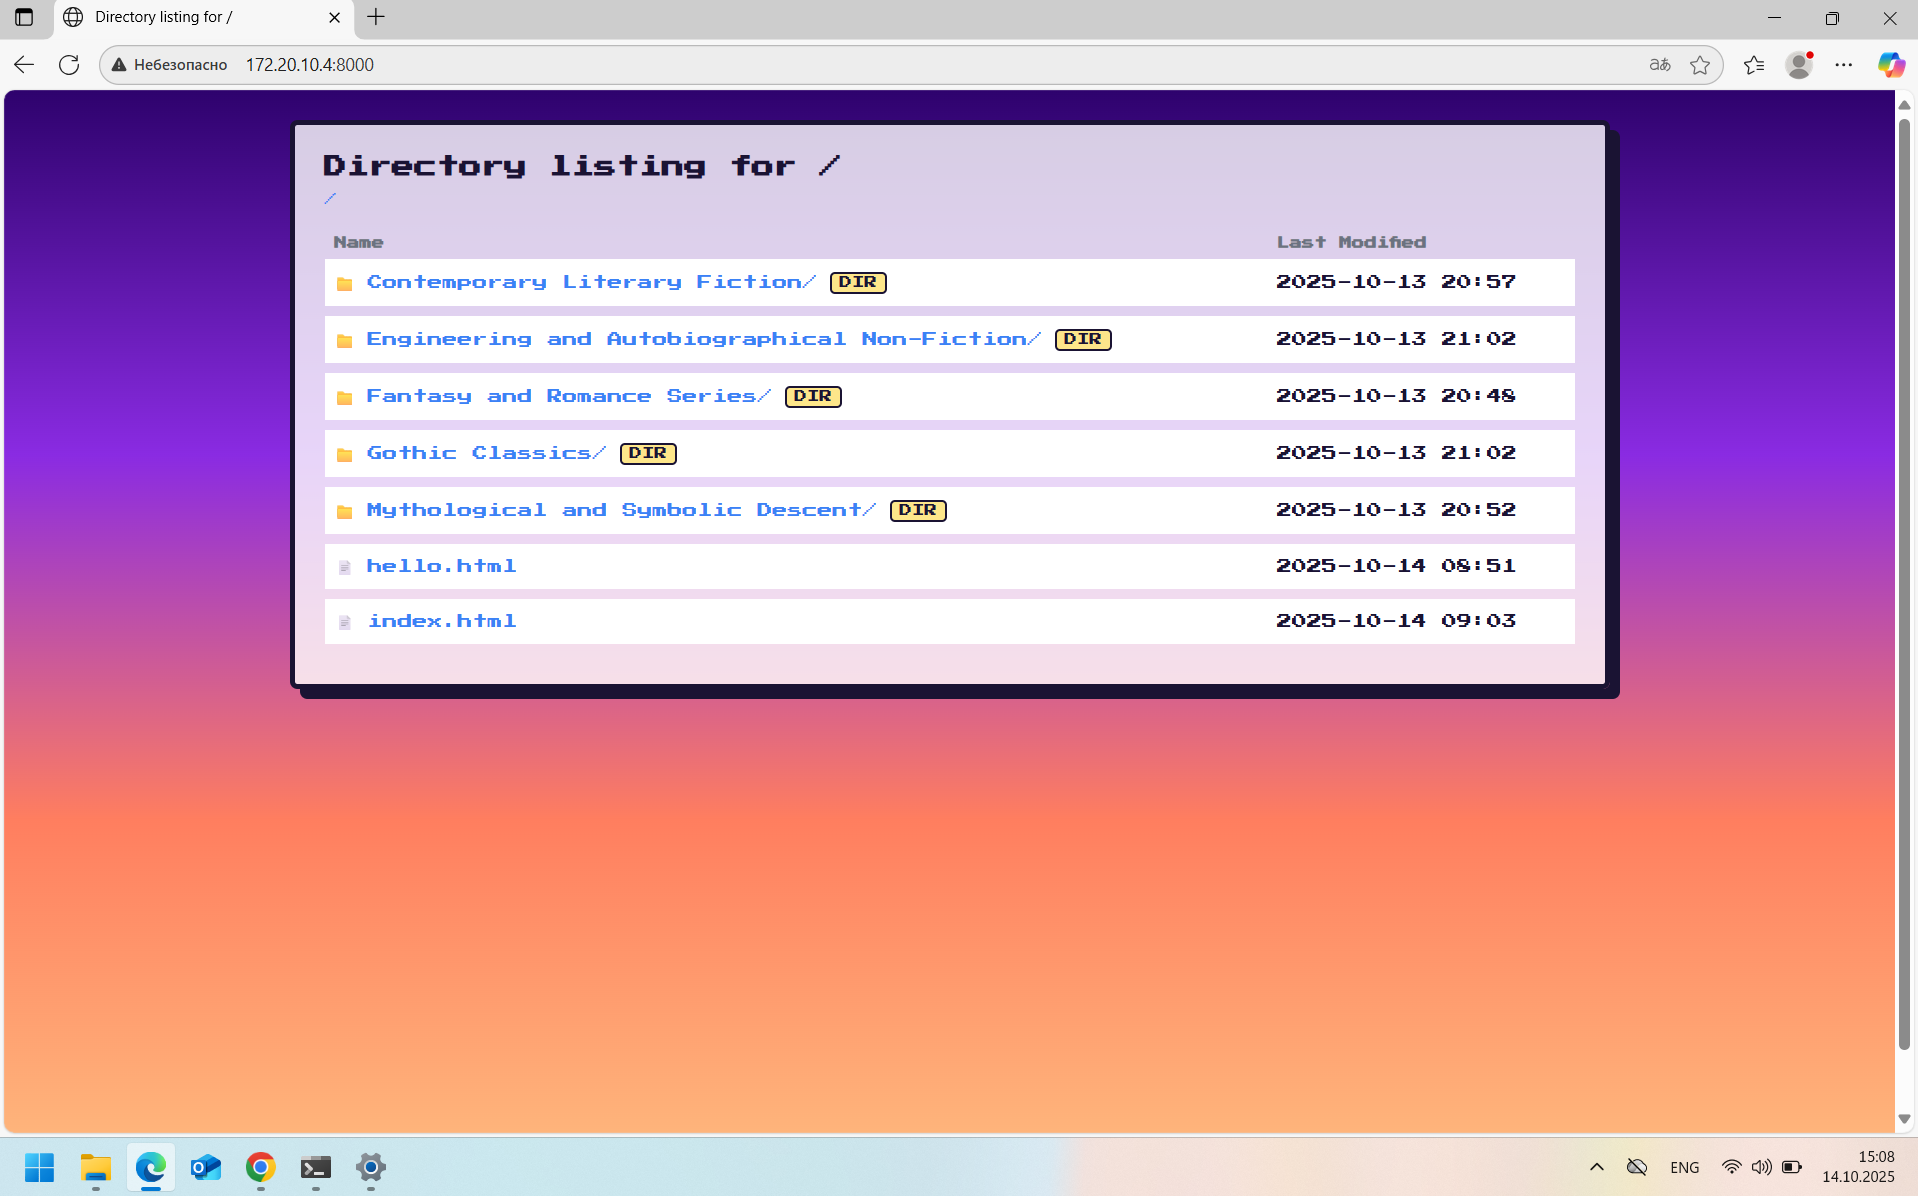 Directory listing for /
Небезопасно 172.20.10.4:8000
Directory listing for /
/
Name Last Modified
Contemporary Literary Fiction/ DIR 2025-10-13 20:57
Engineering and Autobiographical Non-Fiction/ DIR 2025-10-13 21:02
Fantasy and Romance Series/ DIR 2025-10-13 20:48
Gothic Classics/ DIR 2025-10-13 21:02
Mythological and Symbolic Descent/ DIR 2025-10-13 20:52
hello.html 2025-10-14 08:51
index.html 2025-10-14 09:03
ENG 15:08
14.10.2025